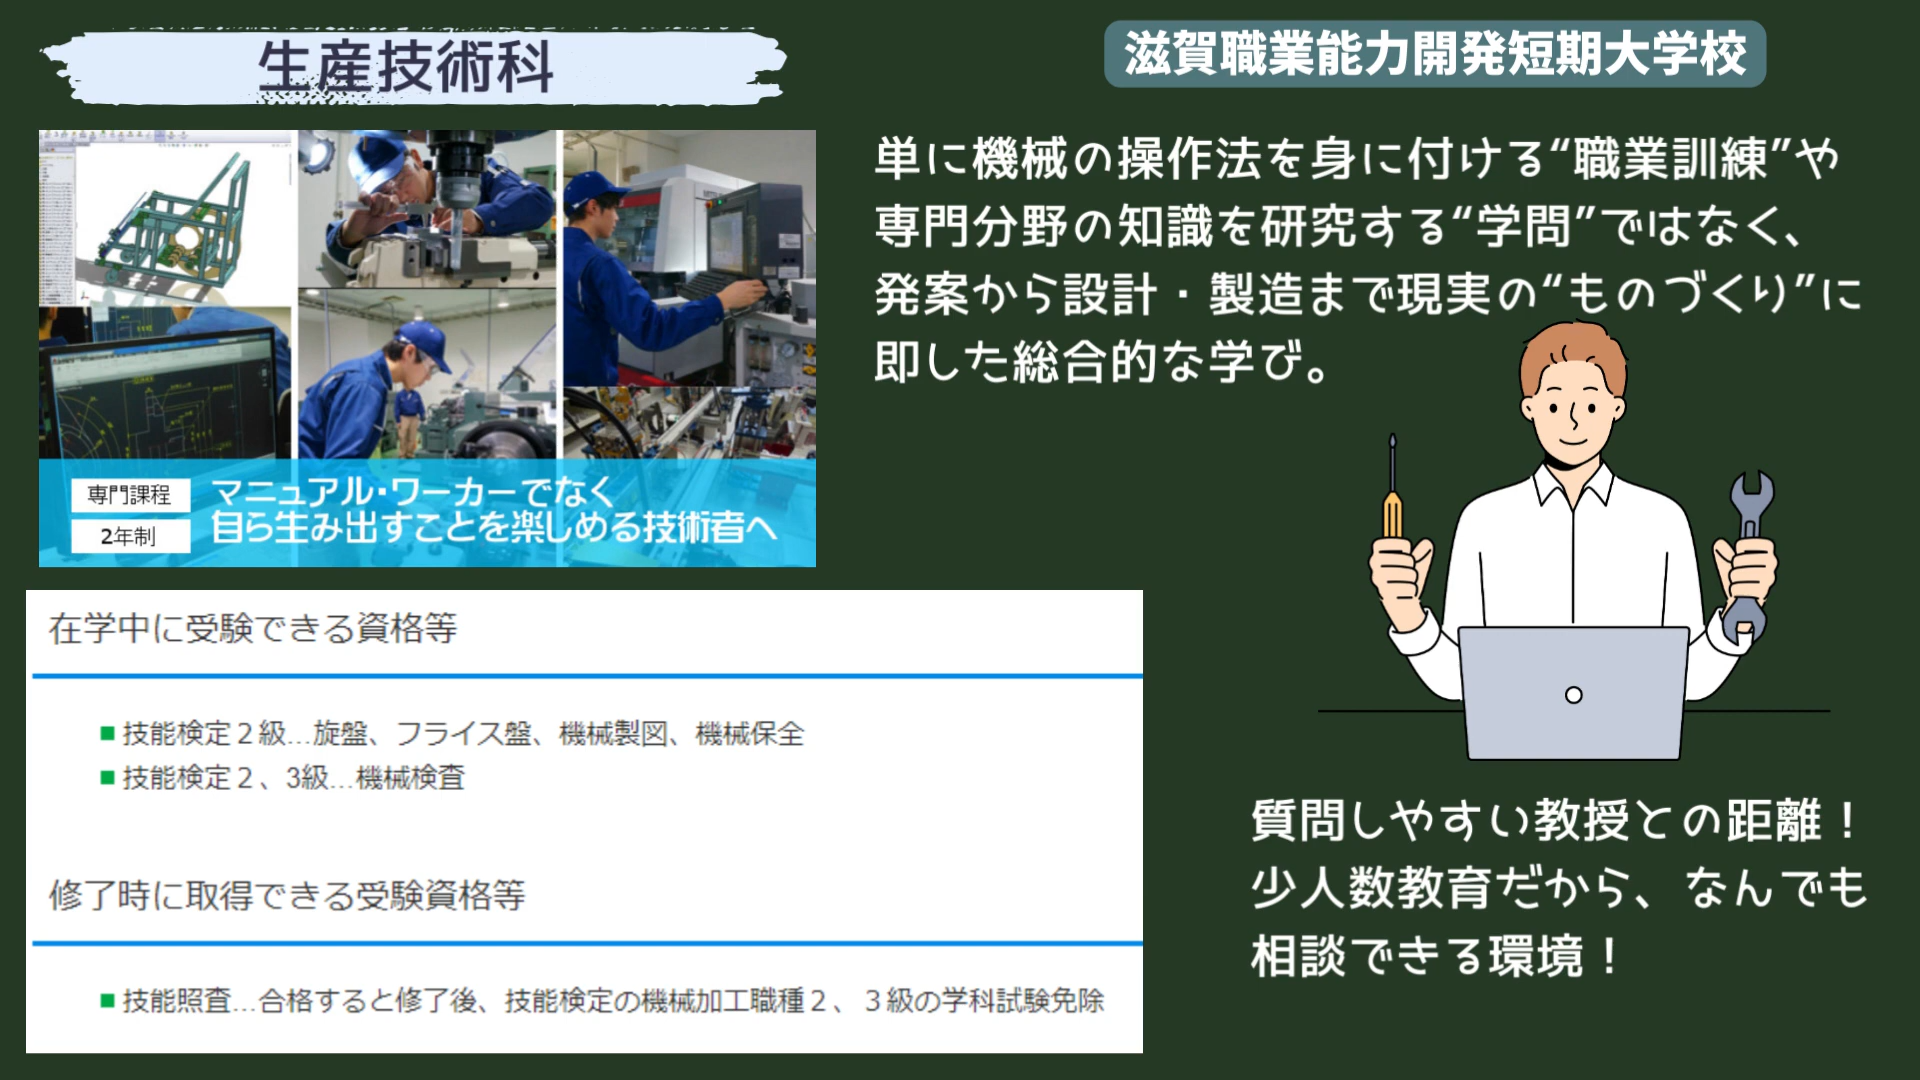 生産技術科
滋賀職業能力開発短期大学校
単に機械の操作法を身に付ける“職業訓練”や
専門分野の知識を研究する“学問”ではなく、
発案から設計・製造まで現実の“ものづくり”に
即した総合的な学び。
専門課程
2年制
マニュアル・ワーカーでなく
自ら生み出すことを楽しめる技術者へ
在学中に受験できる資格等
■技能検定２級…旋盤、フライス盤、機械製図、機械保全
■技能検定２、3級…機械検査
修了時に取得できる受験資格等
■技能照査…合格すると修了後、技能検定の機械加工職種２、３級の学科試験免除
質問しやすい教授との距離！
少人数教育だから、なんでも
相談できる環境！